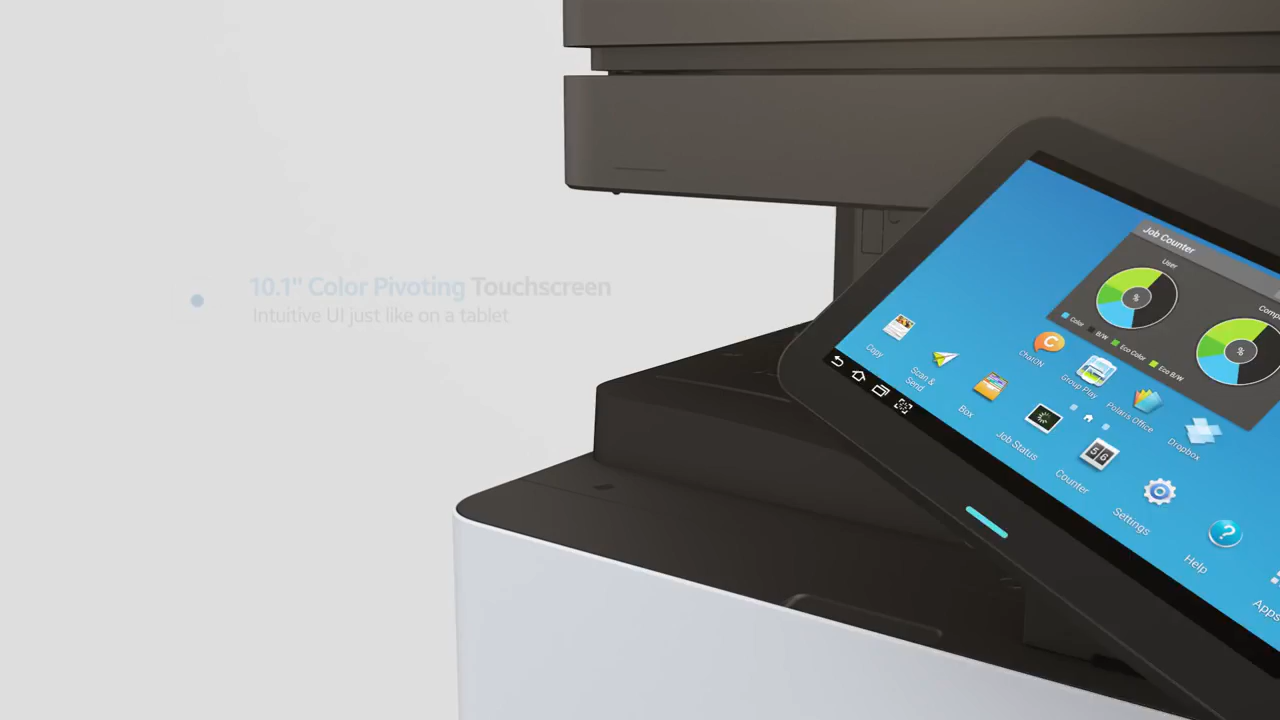 10.1" Color Pivoting Touchscreen
Intuitive UI just like on a tablet
Job Counter
User
%
Color
B/W
Eco Color
Eco B/W
%
Copy
Scan &
Send
Box
Job Status
Counter
56
Settings
?
Help
Apps
C
ChatON
Group Play
Polaris Office
Dropbox